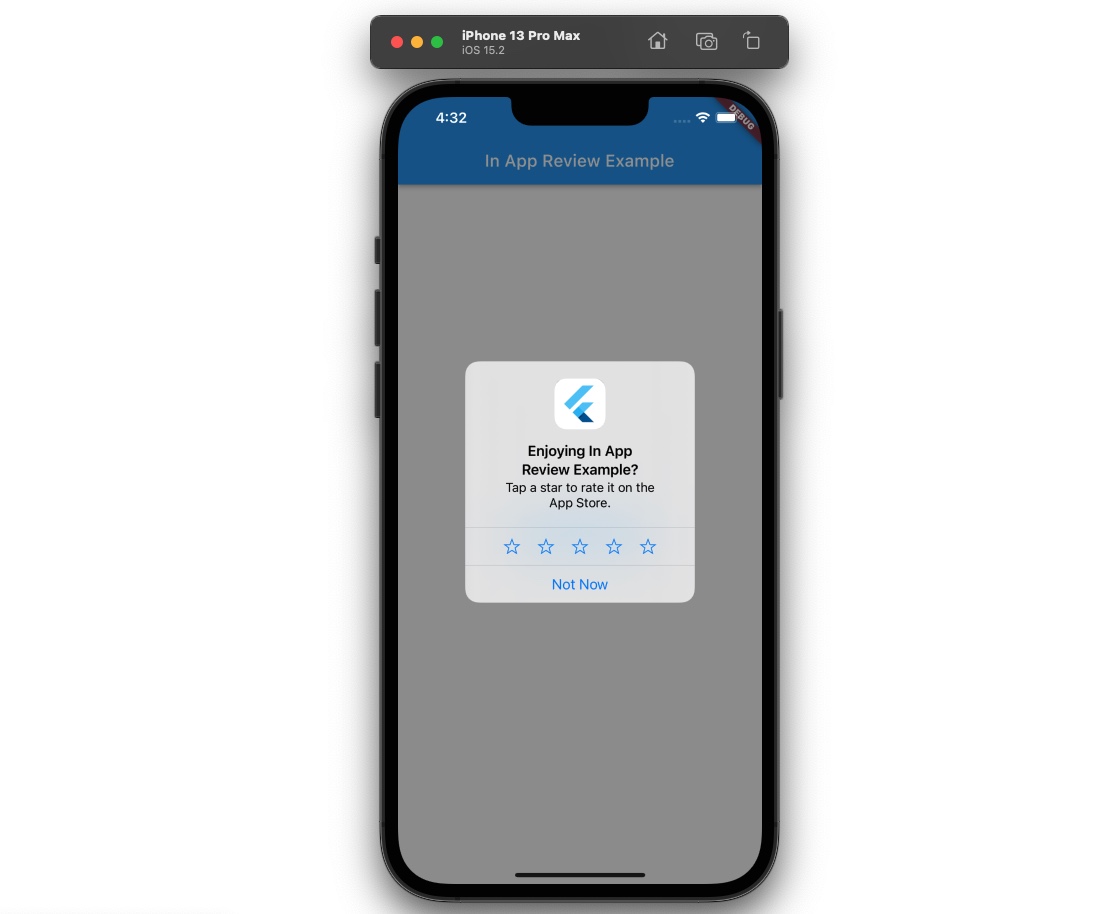 iPhone 13 Pro Max
iOS 15.2
4:32
DEBUG
In App Review Example
Enjoying In App
Review Example?
Tap a star to rate it on the
App Store.
Not Now